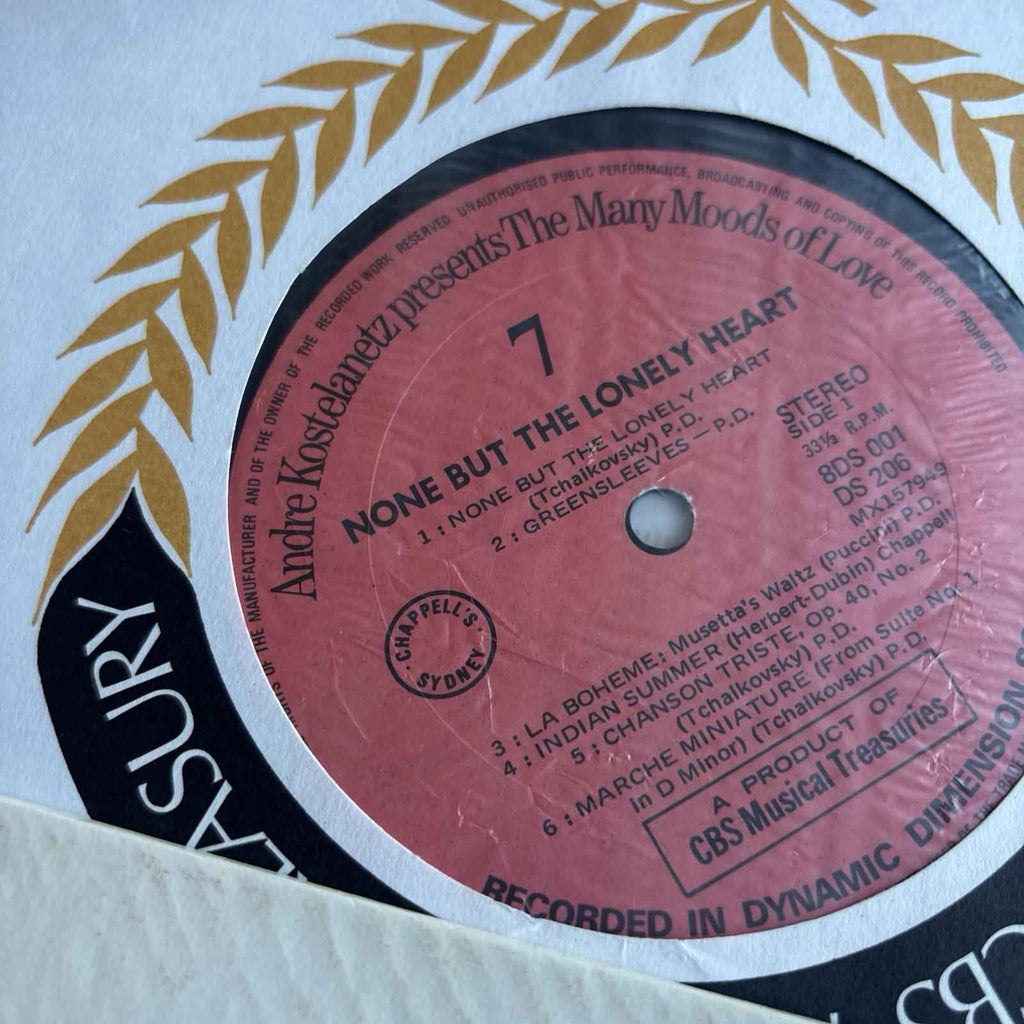 RIGHTS OF THE MANUFACTURER AND OF THE OWNER OF THE RECORDED WORK RESERVED. UNAUTHORISED PUBLIC PERFORMANCE, BROADCASTING AND COPYING OF THIS RECORD PROHIBITED
Andre Kostelanetz presents The Many Moods of Love
7
NONE BUT THE LONELY HEART
1 : NONE BUT THE LONELY HEART
(Tchaikovsky) P.D.
2 : GREENSLEEVES — P.D.
STEREO
SIDE 1
33⅓ R.P.M.
8DS 001
DS 206
MX157949
CHAPPELL'S
SYDNEY
3 : LA BOHEME: Musetta's Waltz (Puccini) P.D.
4 : INDIAN SUMMER (Herbert-Dubin) Chappell
5 : CHANSON TRISTE, Op. 40, No. 2
(Tchaikovsky) P.D.
6 : MARCHE MINIATURE (From Suite No. 1
in D Minor) (Tchaikovsky) P.D.
A PRODUCT OF
CBS Musical Treasuries
RECORDED IN DYNAMIC DIMENSION
EASURY
CBS